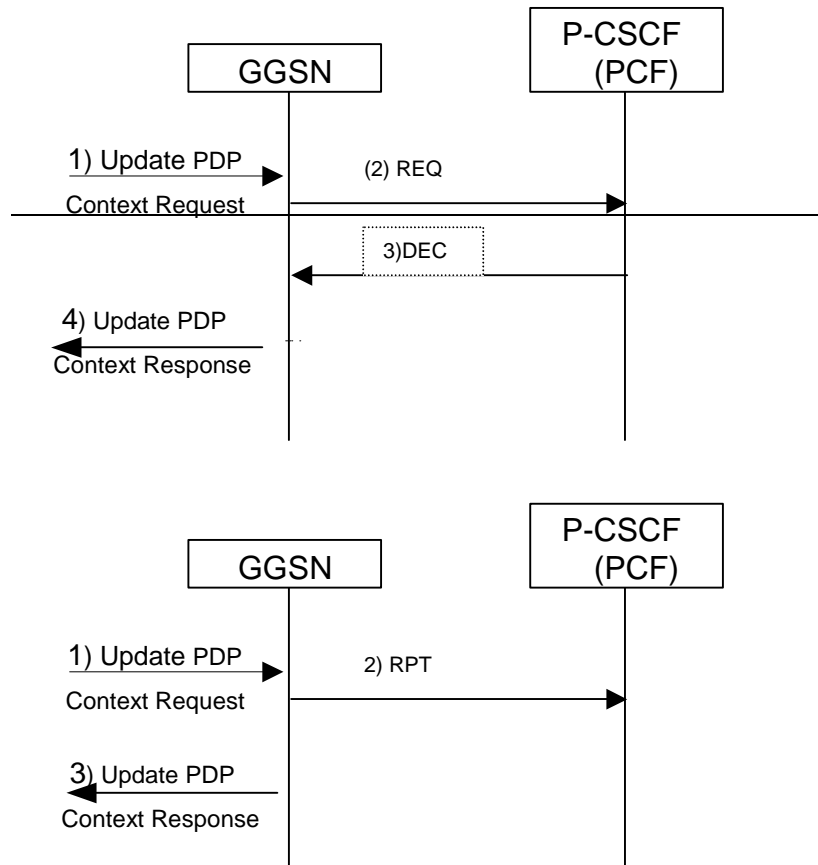 GGSN
P-CSCF
(PCF)
1) Update PDP
Context Request
(2) REQ
3)DEC
4) Update PDP
Context Response
GGSN
P-CSCF
(PCF)
1) Update PDP
Context Request
2) RPT
3) Update PDP
Context Response